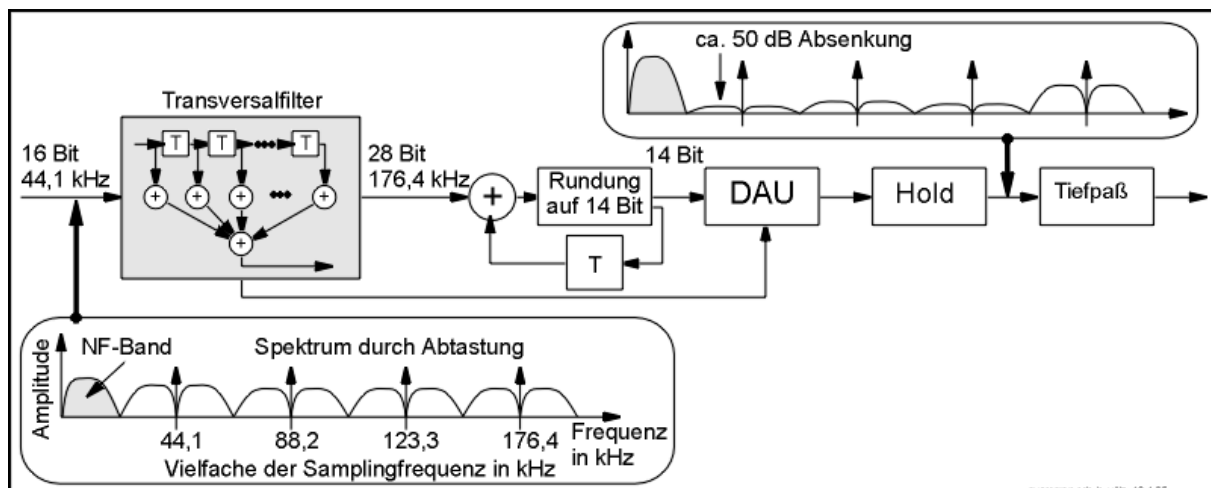 ca. 50 dB Absenkung
Transversalfilter
T
T
T
16 Bit
44,1 kHz
+
+
+
+
+
28 Bit
176,4 kHz
+
Rundung
auf 14 Bit
T
14 Bit
DAU
Hold
Tiefpaß
Amplitude
NF-Band
Spektrum durch Abtastung
44,1
88,2
123,3
176,4
Frequenz
in kHz
Vielfache der Samplingfrequenz in kHz